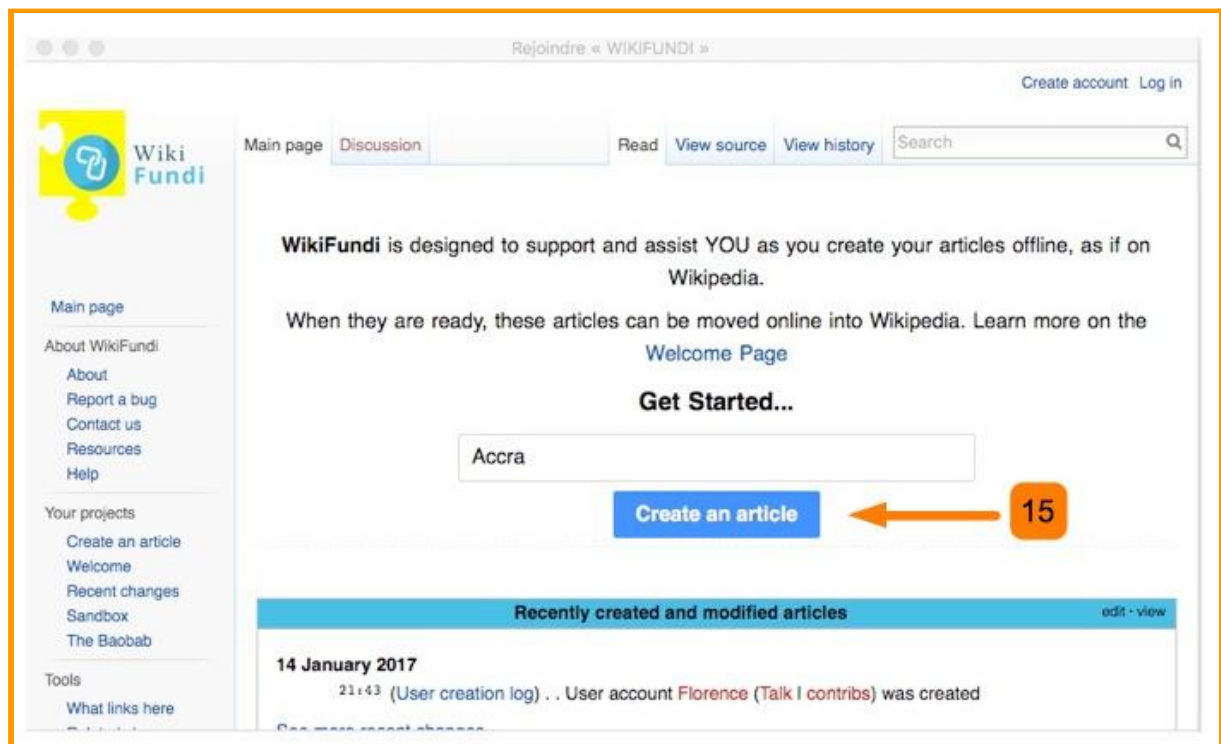 Rejoindre « WIKIFUNDI »
Create account Log in
Wiki
Fundi
Main page Discussion Read View source View history Search
WikiFundi is designed to support and assist YOU as you create your articles offline, as if on
Wikipedia.
When they are ready, these articles can be moved online into Wikipedia. Learn more on the
Welcome Page
Get Started...
Accra
Create an article
15
Main page
About WikiFundi
About
Report a bug
Contact us
Resources
Help
Your projects
Create an article
Welcome
Recent changes
Sandbox
The Baobab
Tools
What links here
Recently created and modified articles edit · view
14 January 2017
21:43 (User creation log) . . User account Florence (Talk | contribs) was created
See more recent changes